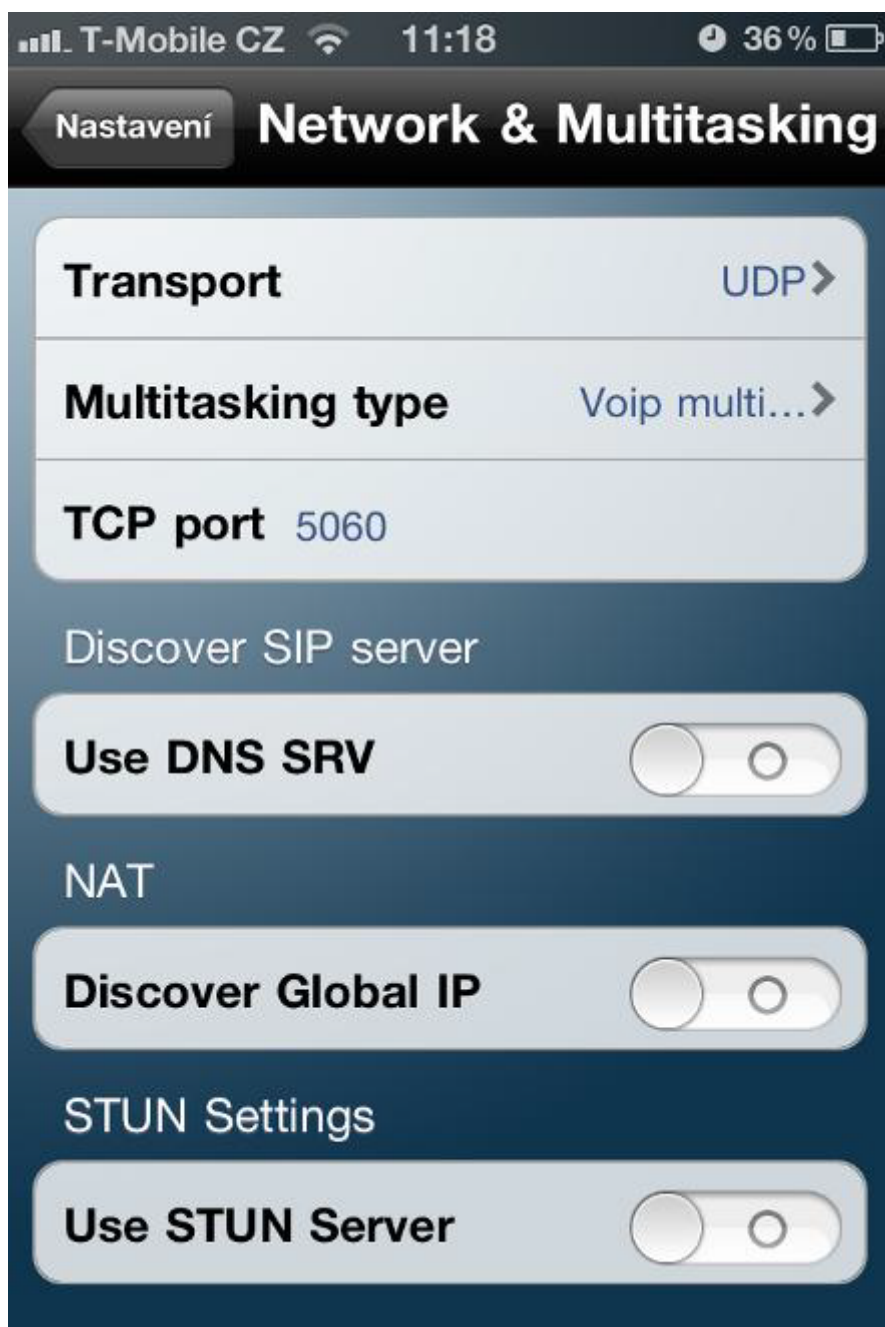 T-Mobile CZ 11:18 36%
Nastavení Network & Multitasking
Transport UDP
Multitasking type Voip multi...
TCP port 5060
Discover SIP server
Use DNS SRV
NAT
Discover Global IP
STUN Settings
Use STUN Server